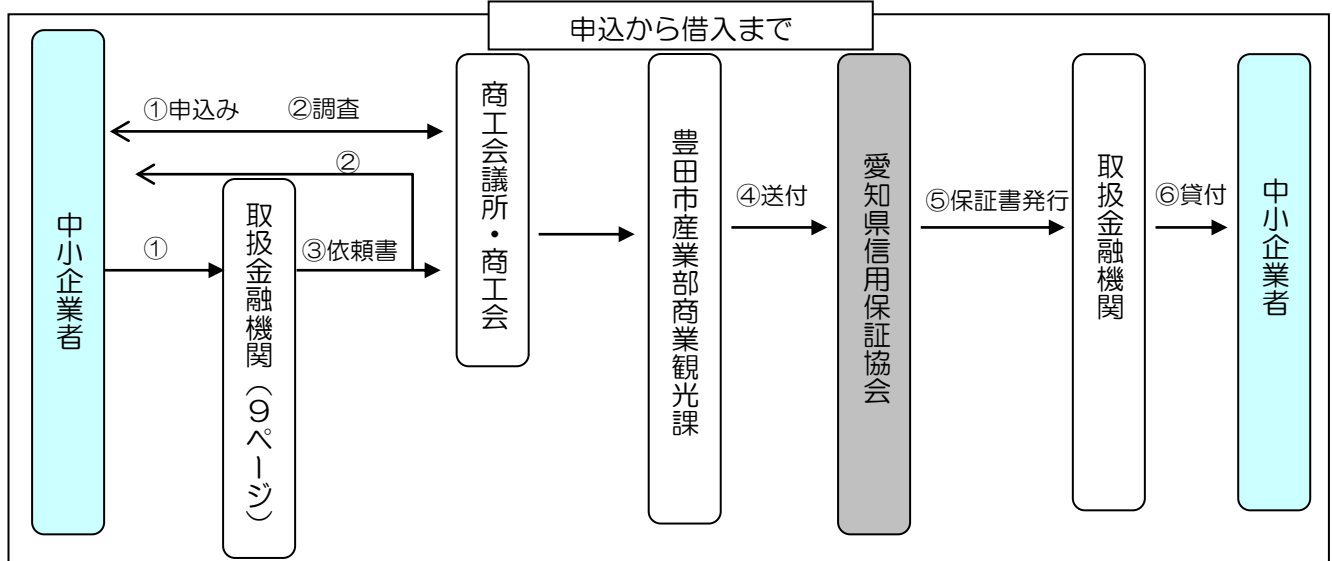 申込から借入まで
中小企業者
①申込み
②調査
②
①
取扱金融機関（９ページ）
③依頼書
商工会議所・商工会
豊田市産業部商業観光課
④送付
愛知県信用保証協会
⑤保証書発行
取扱金融機関
⑥貸付
中小企業者